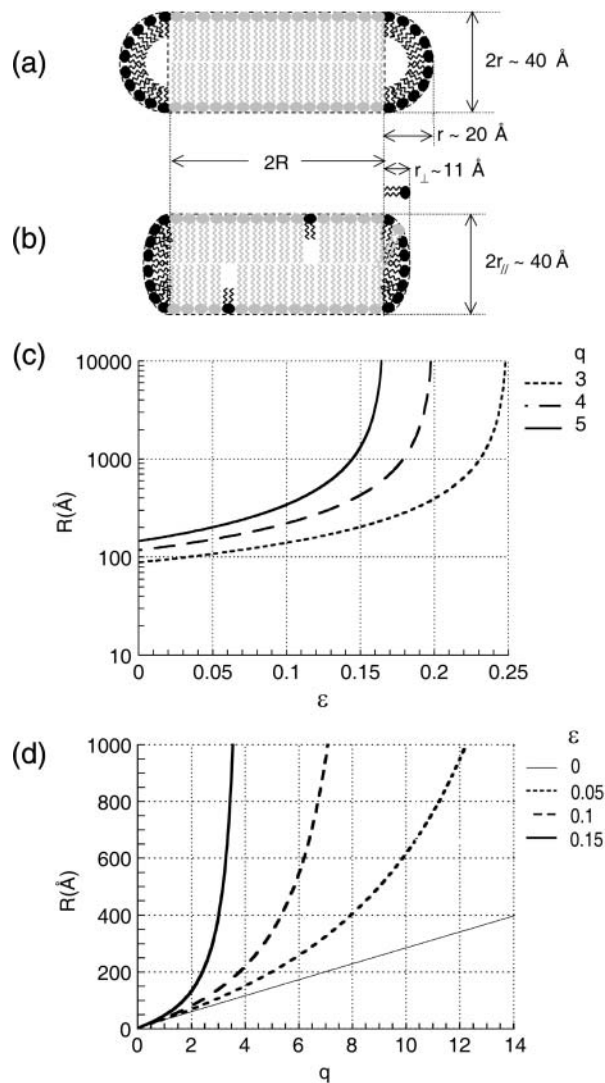 (a)
2r ~ 40 Å
r ~ 20 Å
2R
r⊥~11 Å
(b)
2r// ~ 40 Å
(c)
q
3
4
5
10000
1000
100
10
R(Å)
0
0.05
0.1
0.15
0.2
0.25
ε
(d)
ε
0
0.05
0.1
0.15
1000
800
600
400
200
0
R(Å)
0
2
4
6
8
10
12
14
q